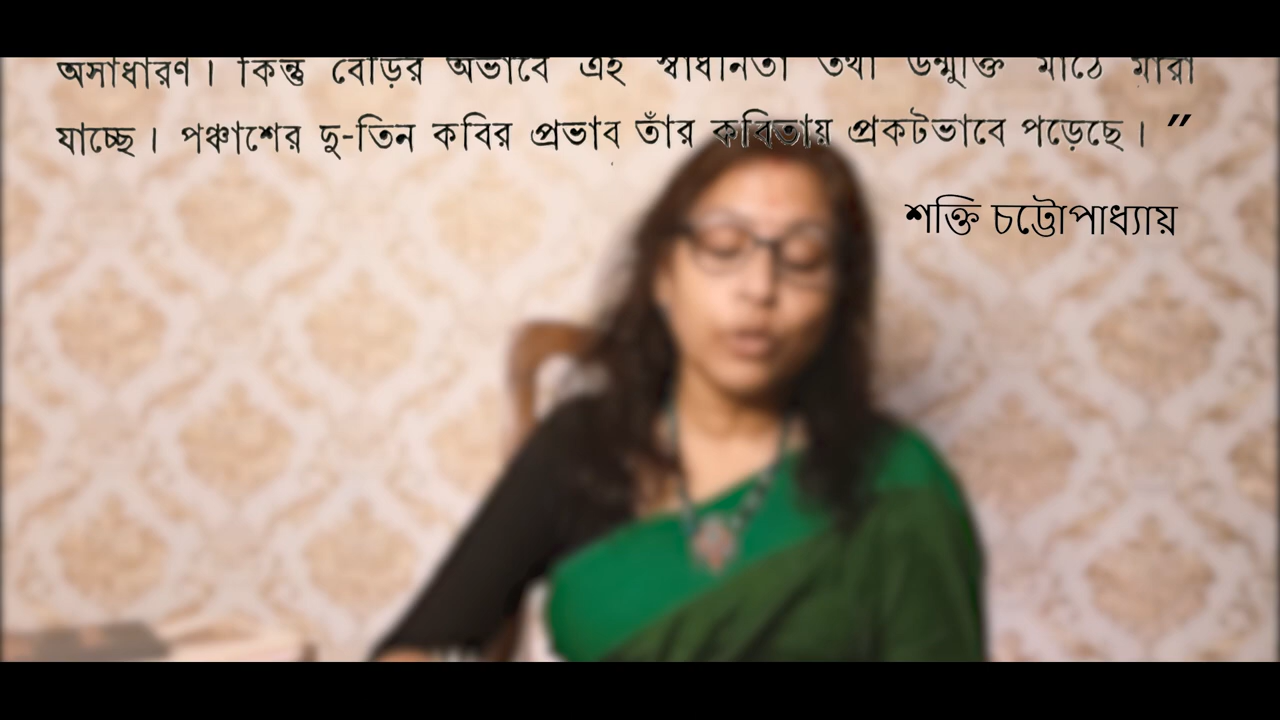 অসাধারণ। কিন্তু বেড়ির অভাবে এই স্বাধীনতা তথা উন্মুক্ত মাঠে মারা
যাচ্ছে। পঞ্চাশের দু-তিন কবির প্রভাব তাঁর কবিতায় প্রকটভাবে পড়েছে। ”
শক্তি চট্টোপাধ্যায়